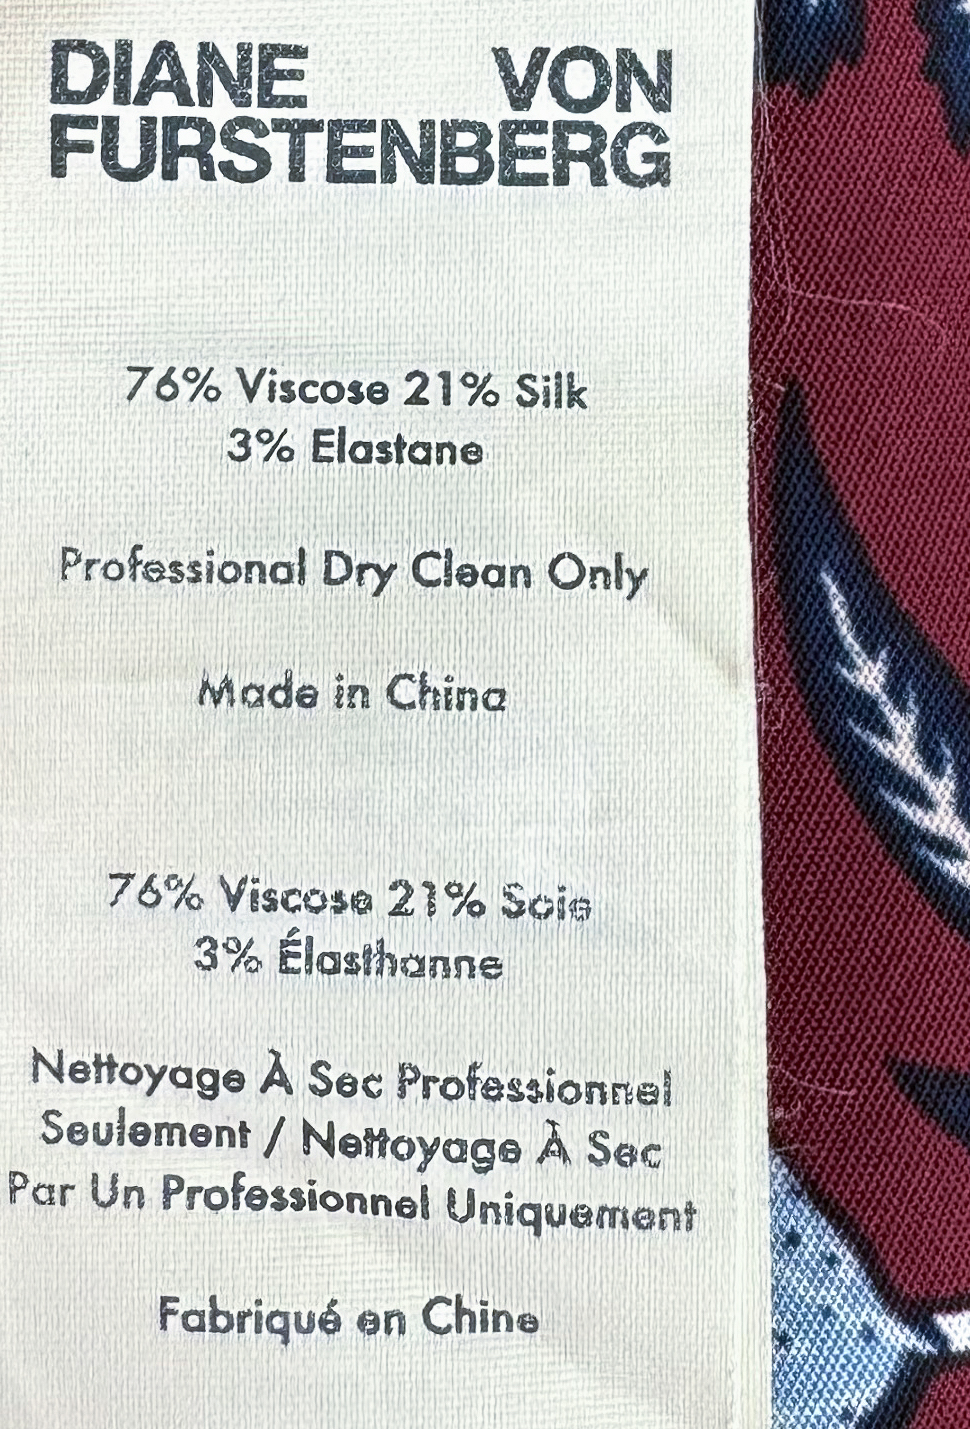 DIANE VON
FURSTENBERG
76% Viscose 21% Silk
3% Elastane
Professional Dry Clean Only
Made in China
76% Viscose 21% Soie
3% Élasthanne
Nettoyage À Sec Professionnel
Seulement / Nettoyage À Sec
Par Un Professionnel Uniquement
Fabriqué en Chine